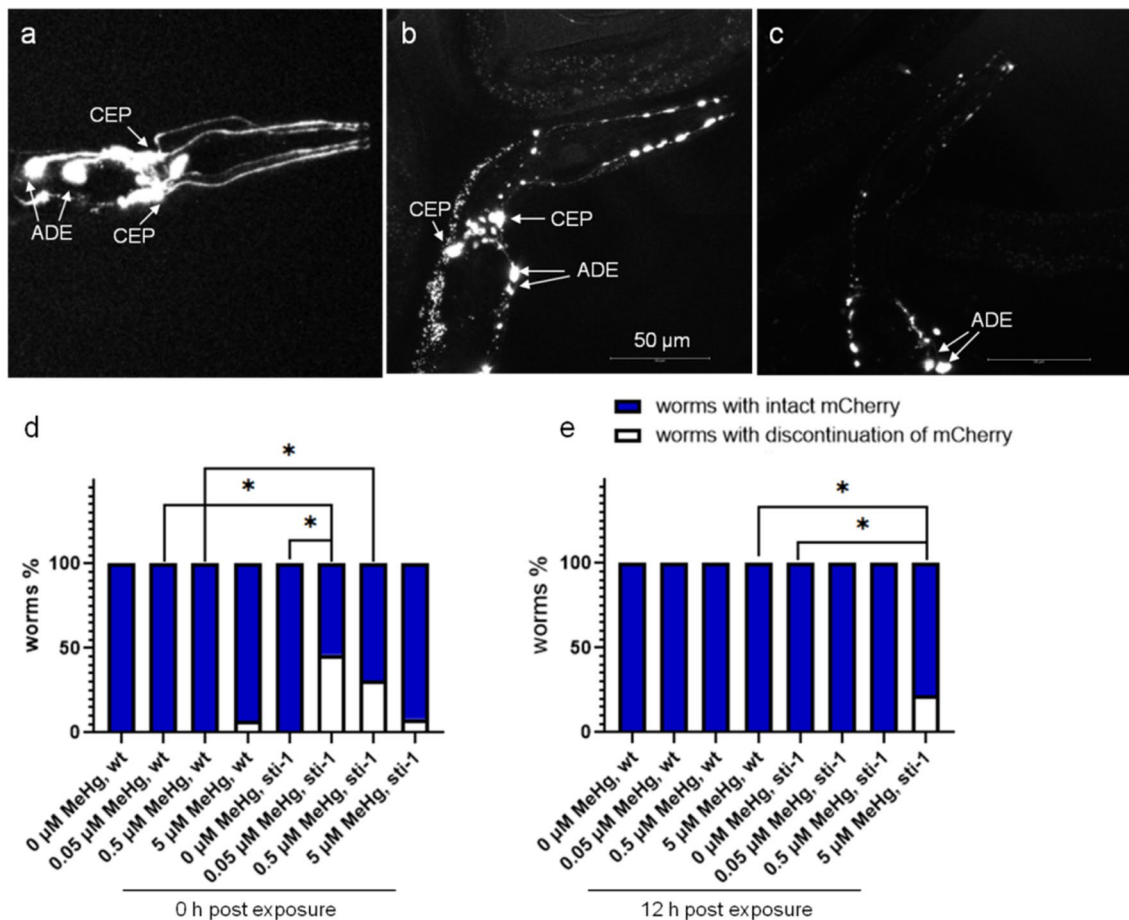 a
CEP
ADE
CEP
b
CEP
CEP
ADE
50 µm
c
ADE
worms with intact mCherry
worms with discontinuation of mCherry
d
*
*
*
worms %
100
50
0
0 µM MeHg, wt
0.05 µM MeHg, wt
0.5 µM MeHg, wt
5 µM MeHg, wt
0 µM MeHg, sti-1
0.05 µM MeHg, sti-1
0.5 µM MeHg, sti-1
5 µM MeHg, sti-1
0 h post exposure
e
*
*
worms %
100
50
0
0 µM MeHg, wt
0.05 µM MeHg, wt
0.5 µM MeHg, wt
5 µM MeHg, wt
0 µM MeHg, sti-1
0.05 µM MeHg, sti-1
0.5 µM MeHg, sti-1
5 µM MeHg, sti-1
12 h post exposure